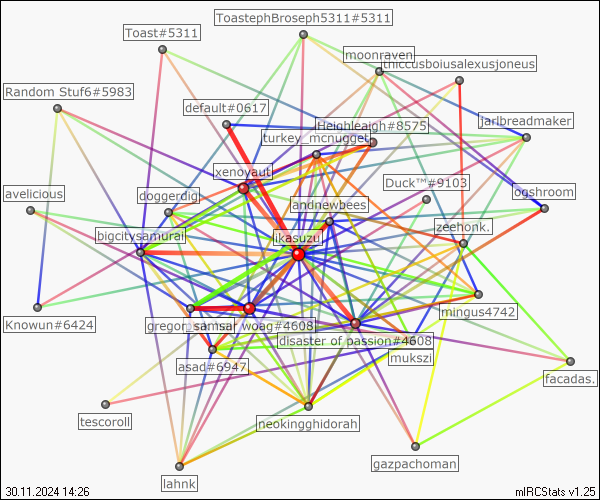 ToastephBroseph5311#5311
Toast#5311
moonraven
thiccusboiusalexusjoneus
Random Stuf6#5983
default#0617
Heighleaigh#8575
jarlbreadmaker
turkey_mcnugget
xenoyaut
Duck™#9103
avelicious
doggerdig
ogshroom
andnewbees
zeehonk.
bigcitysamurai
ikasuzu
mingus4742
Knowun#6424
gregor_samsar
woag#4608
disaster of passion#4608
mukszi
asad#6947
facadas.
tescoroll
neokingghidorah
gazpachoman
lahnk
30.11.2024 14:26
mIRCStats v1.25